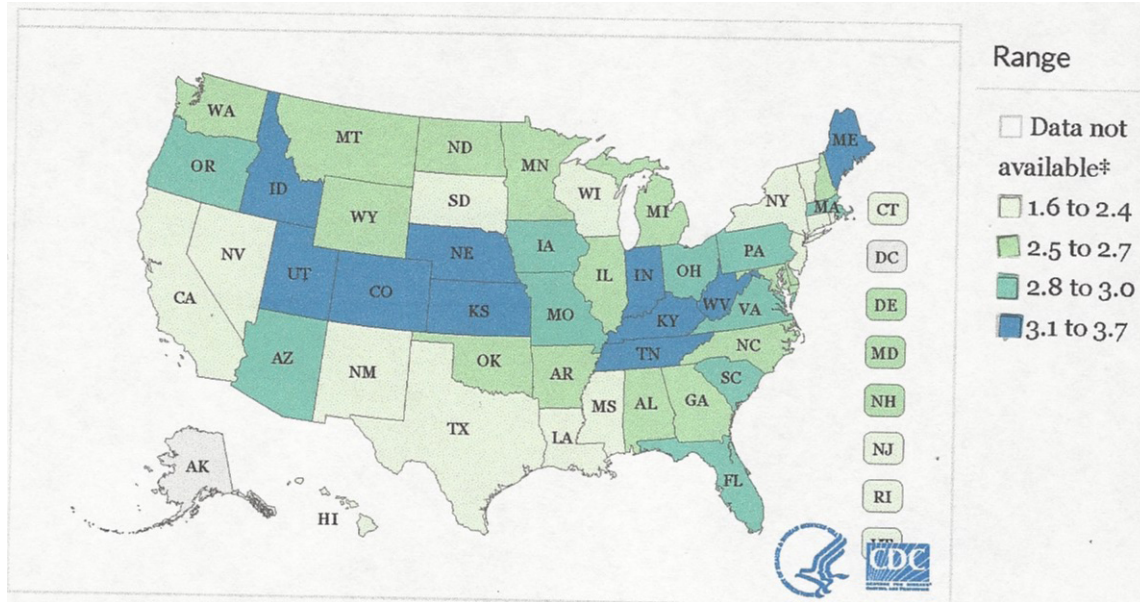 Range
Data not
available‡
1.6 to 2.4
2.5 to 2.7
2.8 to 3.0
3.1 to 3.7
WA
MT
ND
MN
OR
ID
WY
SD
WI
MI
NY
ME
MA
NV
UT
CO
NE
IA
IL
IN
OH
PA
CA
KS
MO
KY
WV
VA
AZ
NM
OK
AR
TN
NC
SC
TX
LA
MS
AL
GA
FL
AK
HI
CT
DC
DE
MD
NH
NJ
RI
CDC